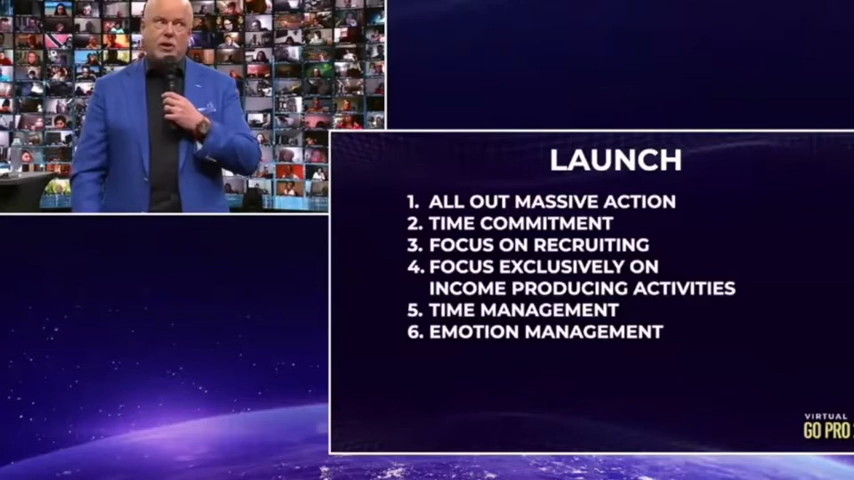 LAUNCH
1. ALL OUT MASSIVE ACTION
2. TIME COMMITMENT
3. FOCUS ON RECRUITING
4. FOCUS EXCLUSIVELY ON
INCOME PRODUCING ACTIVITIES
5. TIME MANAGEMENT
6. EMOTION MANAGEMENT
VIRTUAL
GO PRO